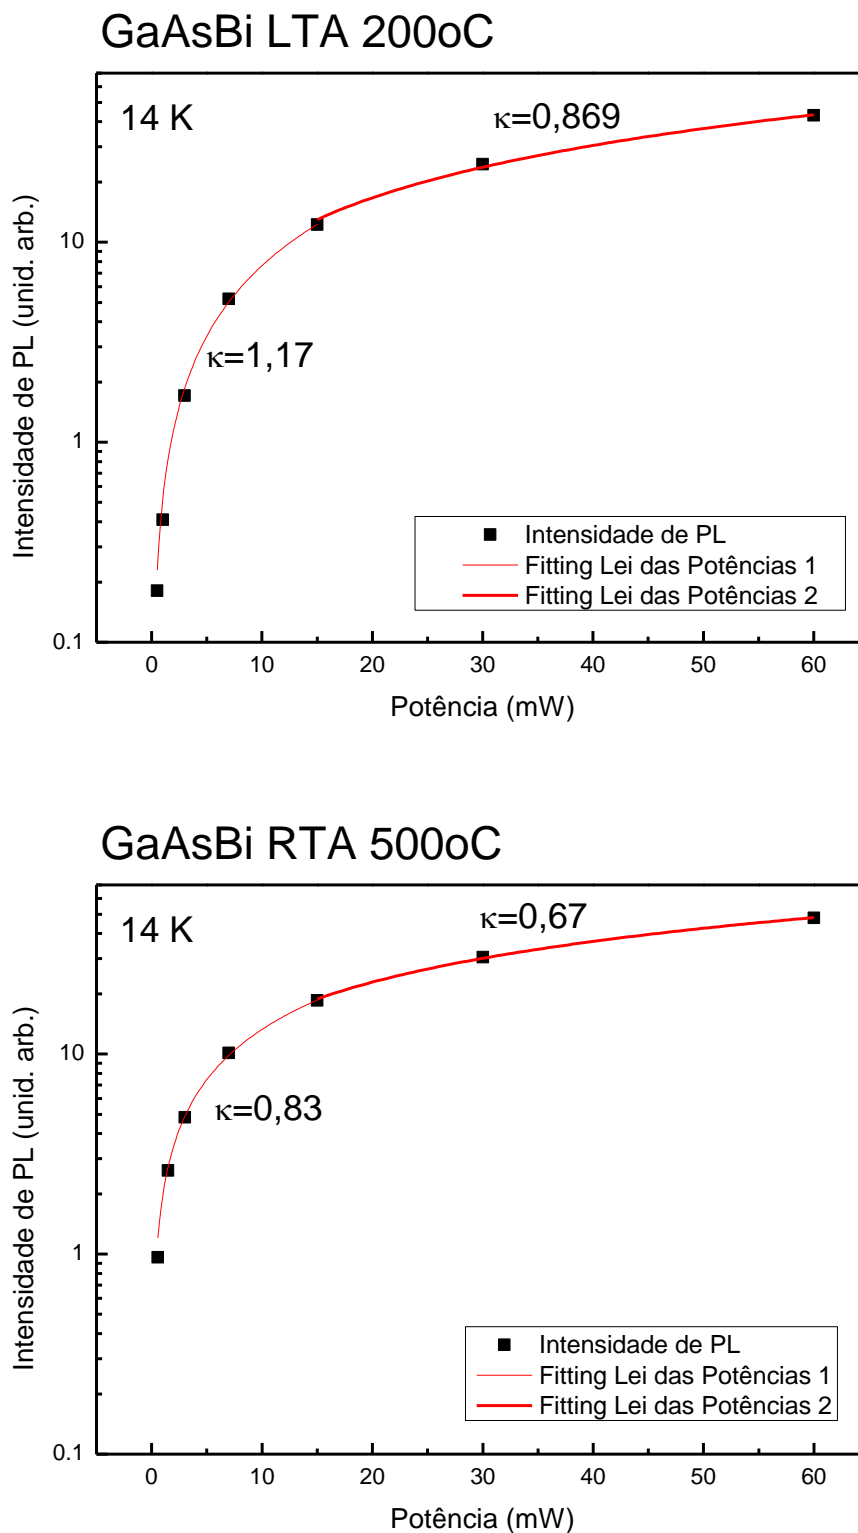 GaAsBi LTA 200oC
14 K
κ=0,869
κ=1,17
Intensidade de PL (unid. arb.)
10
1
0.1
Intensidade de PL
Fitting Lei das Potências 1
Fitting Lei das Potências 2
0 10 20 30 40 50 60
Potência (mW)
GaAsBi RTA 500oC
14 K
κ=0,67
κ=0,83
Intensidade de PL (unid. arb.)
10
1
0.1
Intensidade de PL
Fitting Lei das Potências 1
Fitting Lei das Potências 2
0 10 20 30 40 50 60
Potência (mW)